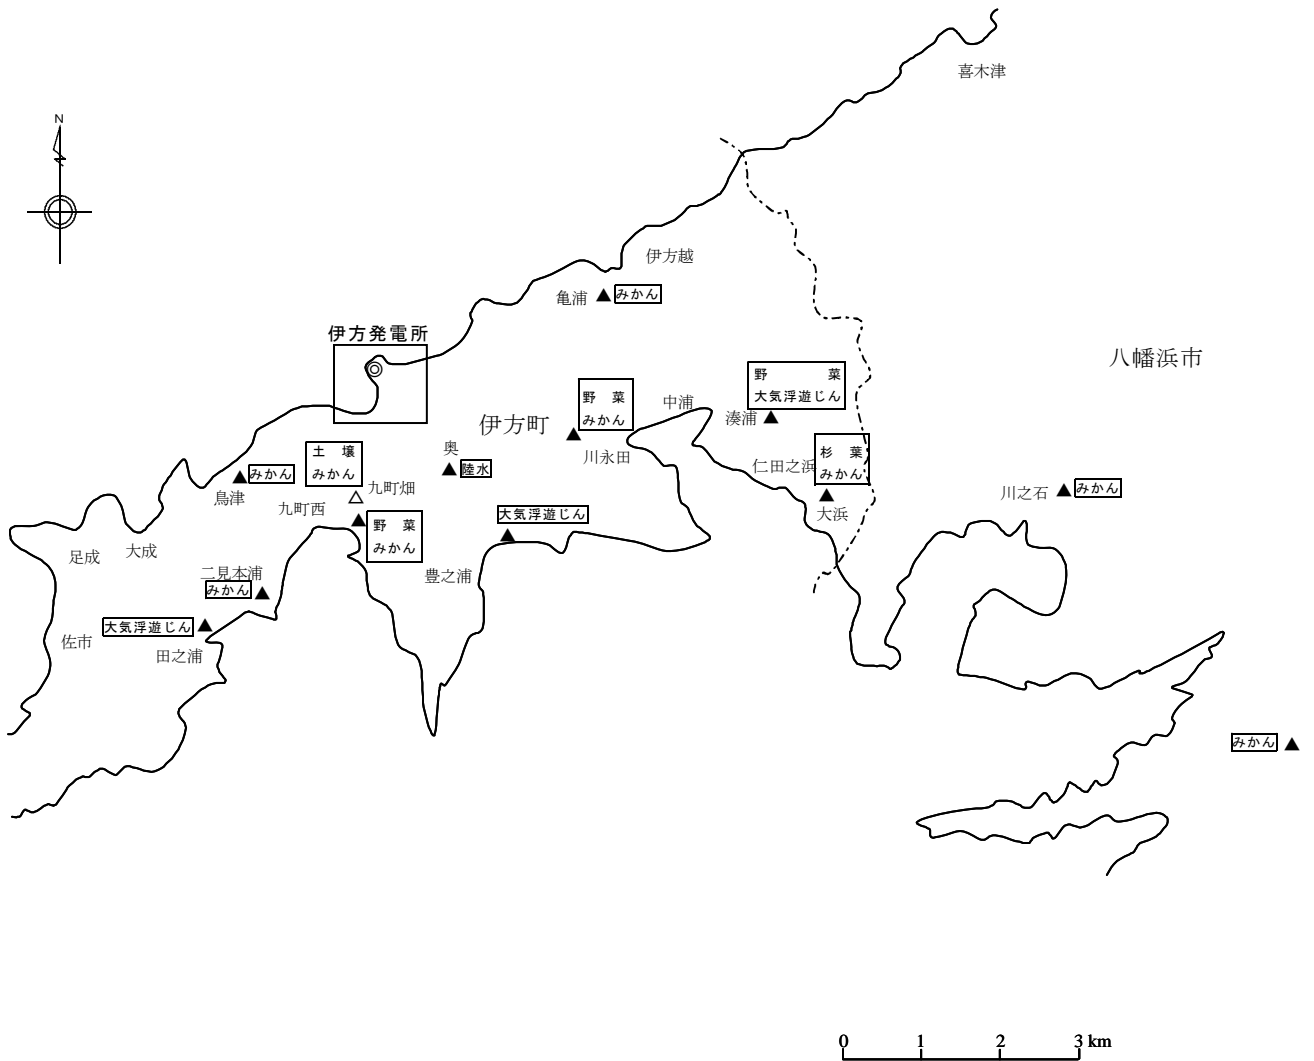 喜木津
N
伊方越
亀浦
みかん
伊方発電所
八幡浜市
野　菜
大気浮遊じん
野　菜
みかん
中浦
湊浦
伊方町
川永田
奥
陸水
土　壌
みかん
杉　葉
みかん
仁田之浜
大浜
みかん
鳥津
九町畑
九町西
野　菜
みかん
川之石
みかん
大気浮遊じん
足成
大成
二見本浦
みかん
豊之浦
大気浮遊じん
佐市
田之浦
みかん
0 1 2 3 km